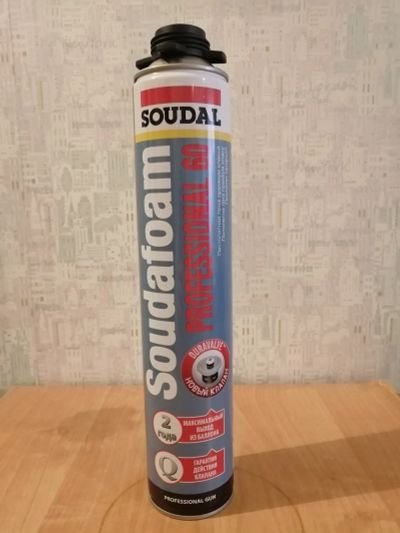 SOUDAL
Soudafoam
PROFESSIONAL 60
DURAVALVE
НОВЫЙ КЛАПАН
2
года
МАКСИМАЛЬНЫЙ
ВЫХОД
ИЗ БАЛЛОНА
Q
ГАРАНТИЯ
ДЕЙСТВИЯ
КЛАПАНА
PROFESSIONAL GUN